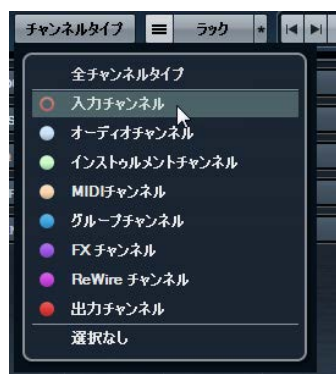 チャンネルタイプ ラック
全チャンネルタイプ
入力チャンネル
オーディオチャンネル
インストゥルメントチャンネル
MIDIチャンネル
グループチャンネル
FX チャンネル
ReWire チャンネル
出力チャンネル
選択なし